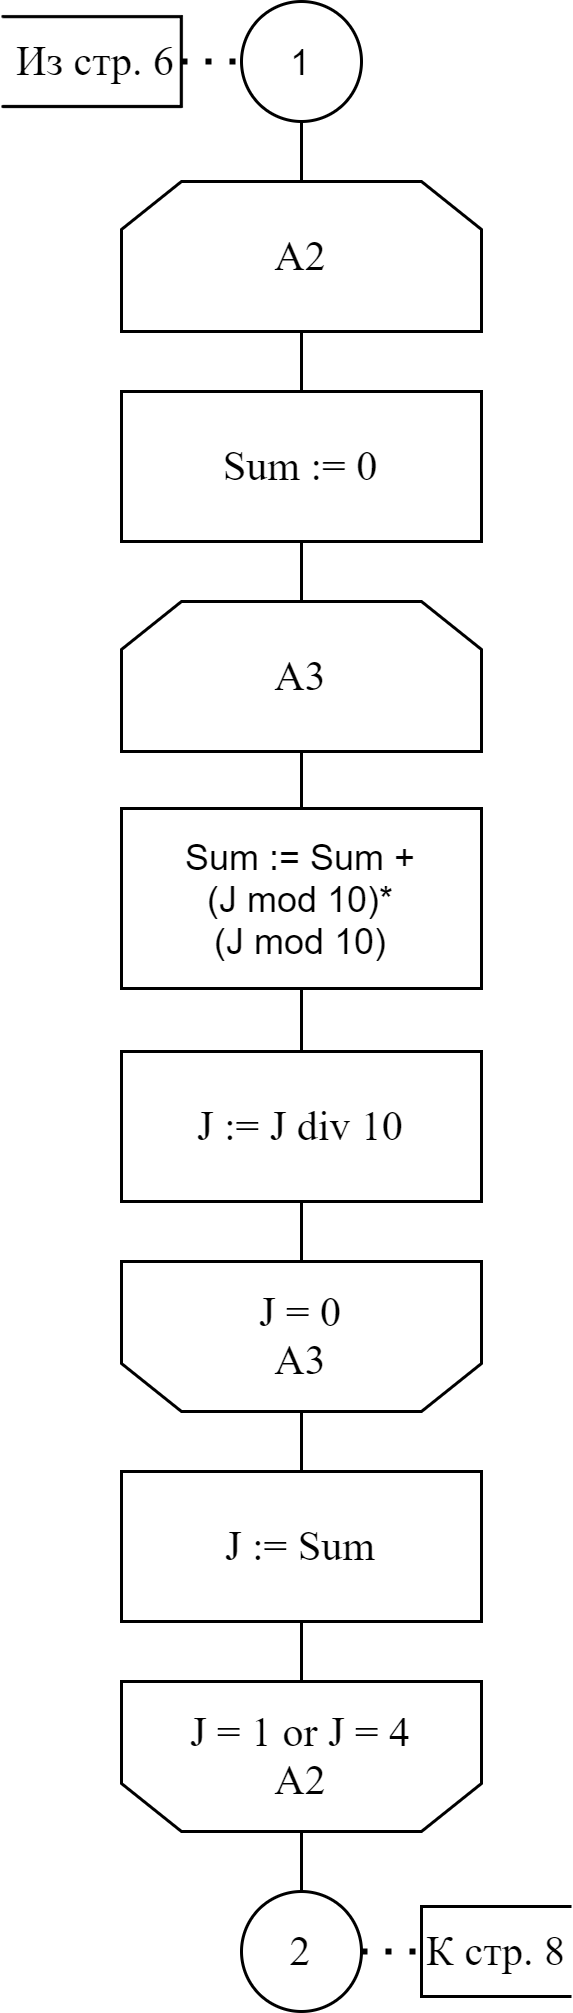 Из стр. 6
1
A2
Sum := 0
A3
Sum := Sum +
(J mod 10)*
(J mod 10)
J := J div 10
J = 0
A3
J := Sum
J = 1 or J = 4
A2
2
К стр. 8